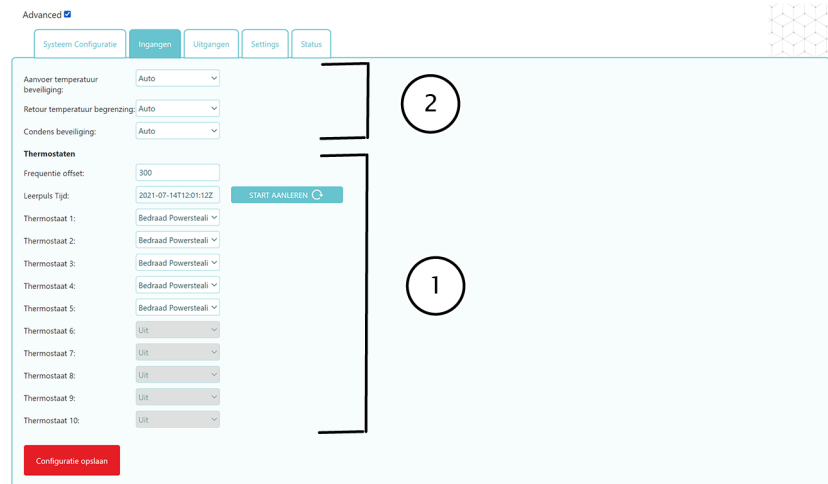 Advanced
Systeem Configuratie Ingangen Uitgangen Settings Status
Aanvoer temperatuur beveiliging: Auto
Retour temperatuur begrenzing: Auto
Condens beveiliging: Auto
2
Thermostaten
Frequentie offset: 300
Leerpuls Tijd: 2021-07-14T12:01:12Z START AANLEREN
Thermostaat 1: Bedraad Powersteali
Thermostaat 2: Bedraad Powersteali
Thermostaat 3: Bedraad Powersteali
Thermostaat 4: Bedraad Powersteali
1
Thermostaat 5: Bedraad Powersteali
Thermostaat 6: Uit
Thermostaat 7: Uit
Thermostaat 8: Uit
Thermostaat 9: Uit
Thermostaat 10: Uit
Configuratie opslaan